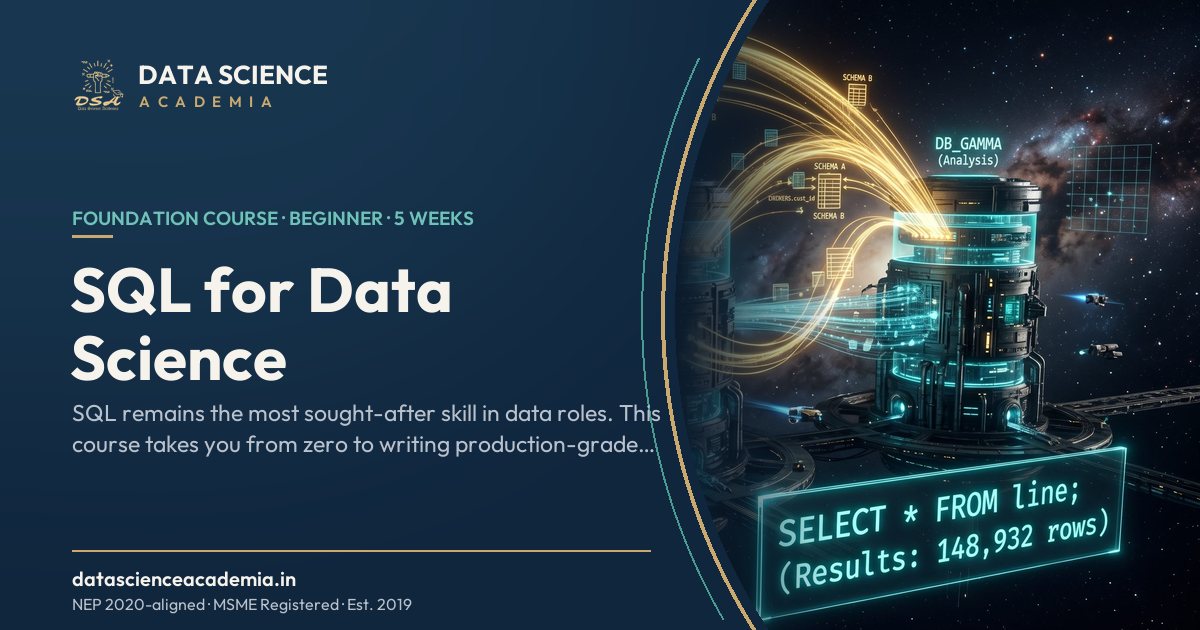 DSA
DATA SCIENCE
ACADEMIA
FOUNDATION COURSE · BEGINNER · 5 WEEKS
SQL for Data
Science
SQL remains the most sought-after skill in data roles. This
course takes you from zero to writing production-grade...
datascienceacademia.in
NEP 2020-aligned · MSME Registered · Est. 2019
SCHEMA B
DB_GAMMA
(Analysis)
SCHEMA A
SCHEMA B
SELECT * FROM line;
(Results: 148,932 rows)